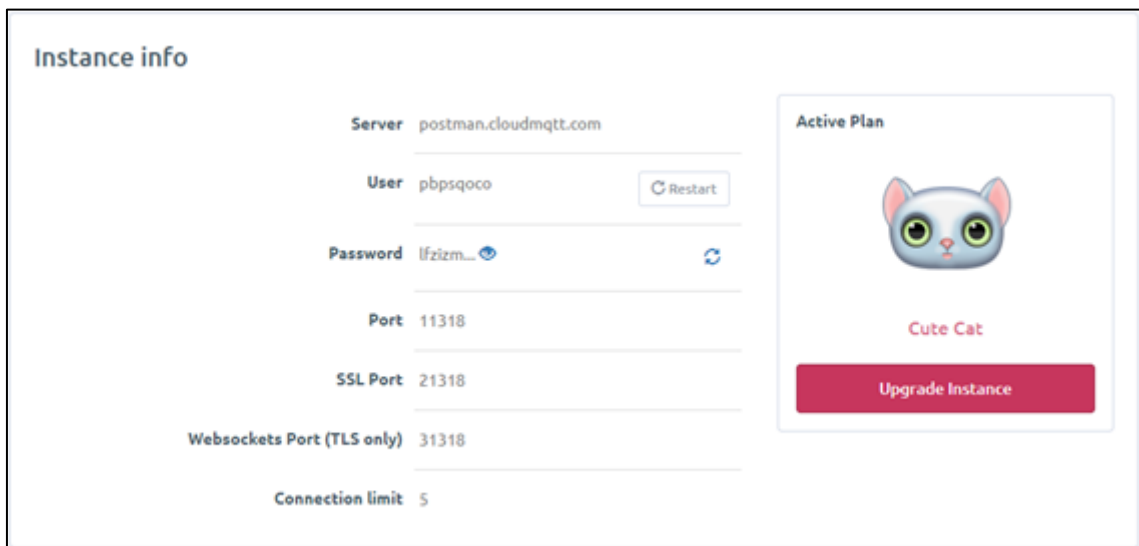 Instance info
Server postman.cloudmqtt.com
User pbpsqoco
Restart
Password lfzizm...
Port 11318
SSL Port 21318
Websockets Port (TLS only) 31318
Connection limit 5
Active Plan
Cute Cat
Upgrade Instance